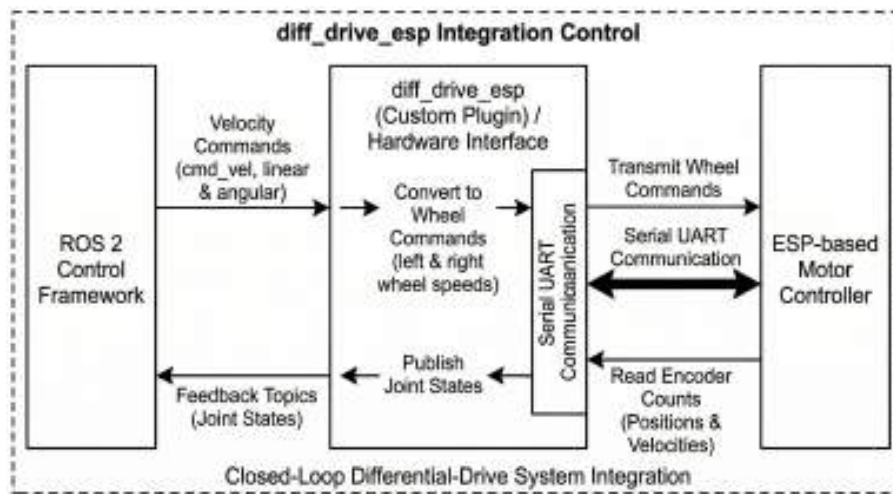 diff_drive_esp Integration Control
ROS 2
Control
Framework
Velocity
Commands
(cmd_vel, linear
& angular)
Feedback Topics
(Joint States)
diff_drive_esp
(Custom Plugin) /
Hardware Interface
Convert to
Wheel
Commands
(left & right
wheel speeds)
Publish
Joint States
Serial UART
Communicaunication
Transmit Wheel
Commands
Serial UART
Communication
Read Encoder
Counts
(Positions &
Velocities)
ESP-based
Motor
Controller
Closed-Loop Differential-Drive System Integration